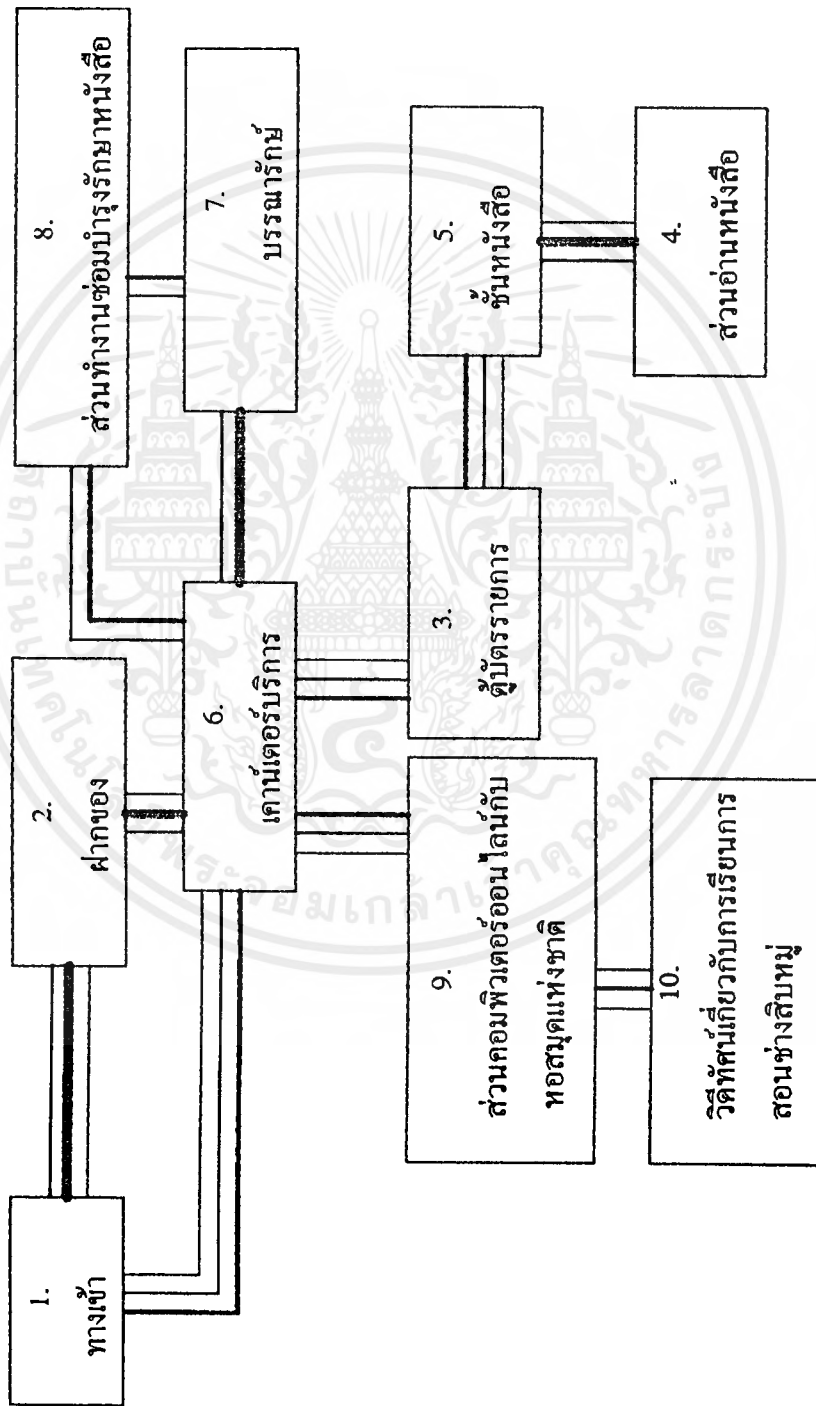 1.
ทางเข้า
2.
ฝากของ
8.
ส่วนทำงานซ่อมบำรุงรักษาหนังสือ
6.
เคาน์เตอร์บริการ
7.
บรรณารักษ์
9.
ส่วนคอมพิวเตอร์ออนไลน์กับ
หอสมุดแห่งชาติ
3.
ตู้บัตรรายการ
5.
ชั้นหนังสือ
10.
วิดีทัศน์เกี่ยวกับการเรียนการ
สอนช่างสิบหมู่
4.
ส่วนอ่านหนังสือ